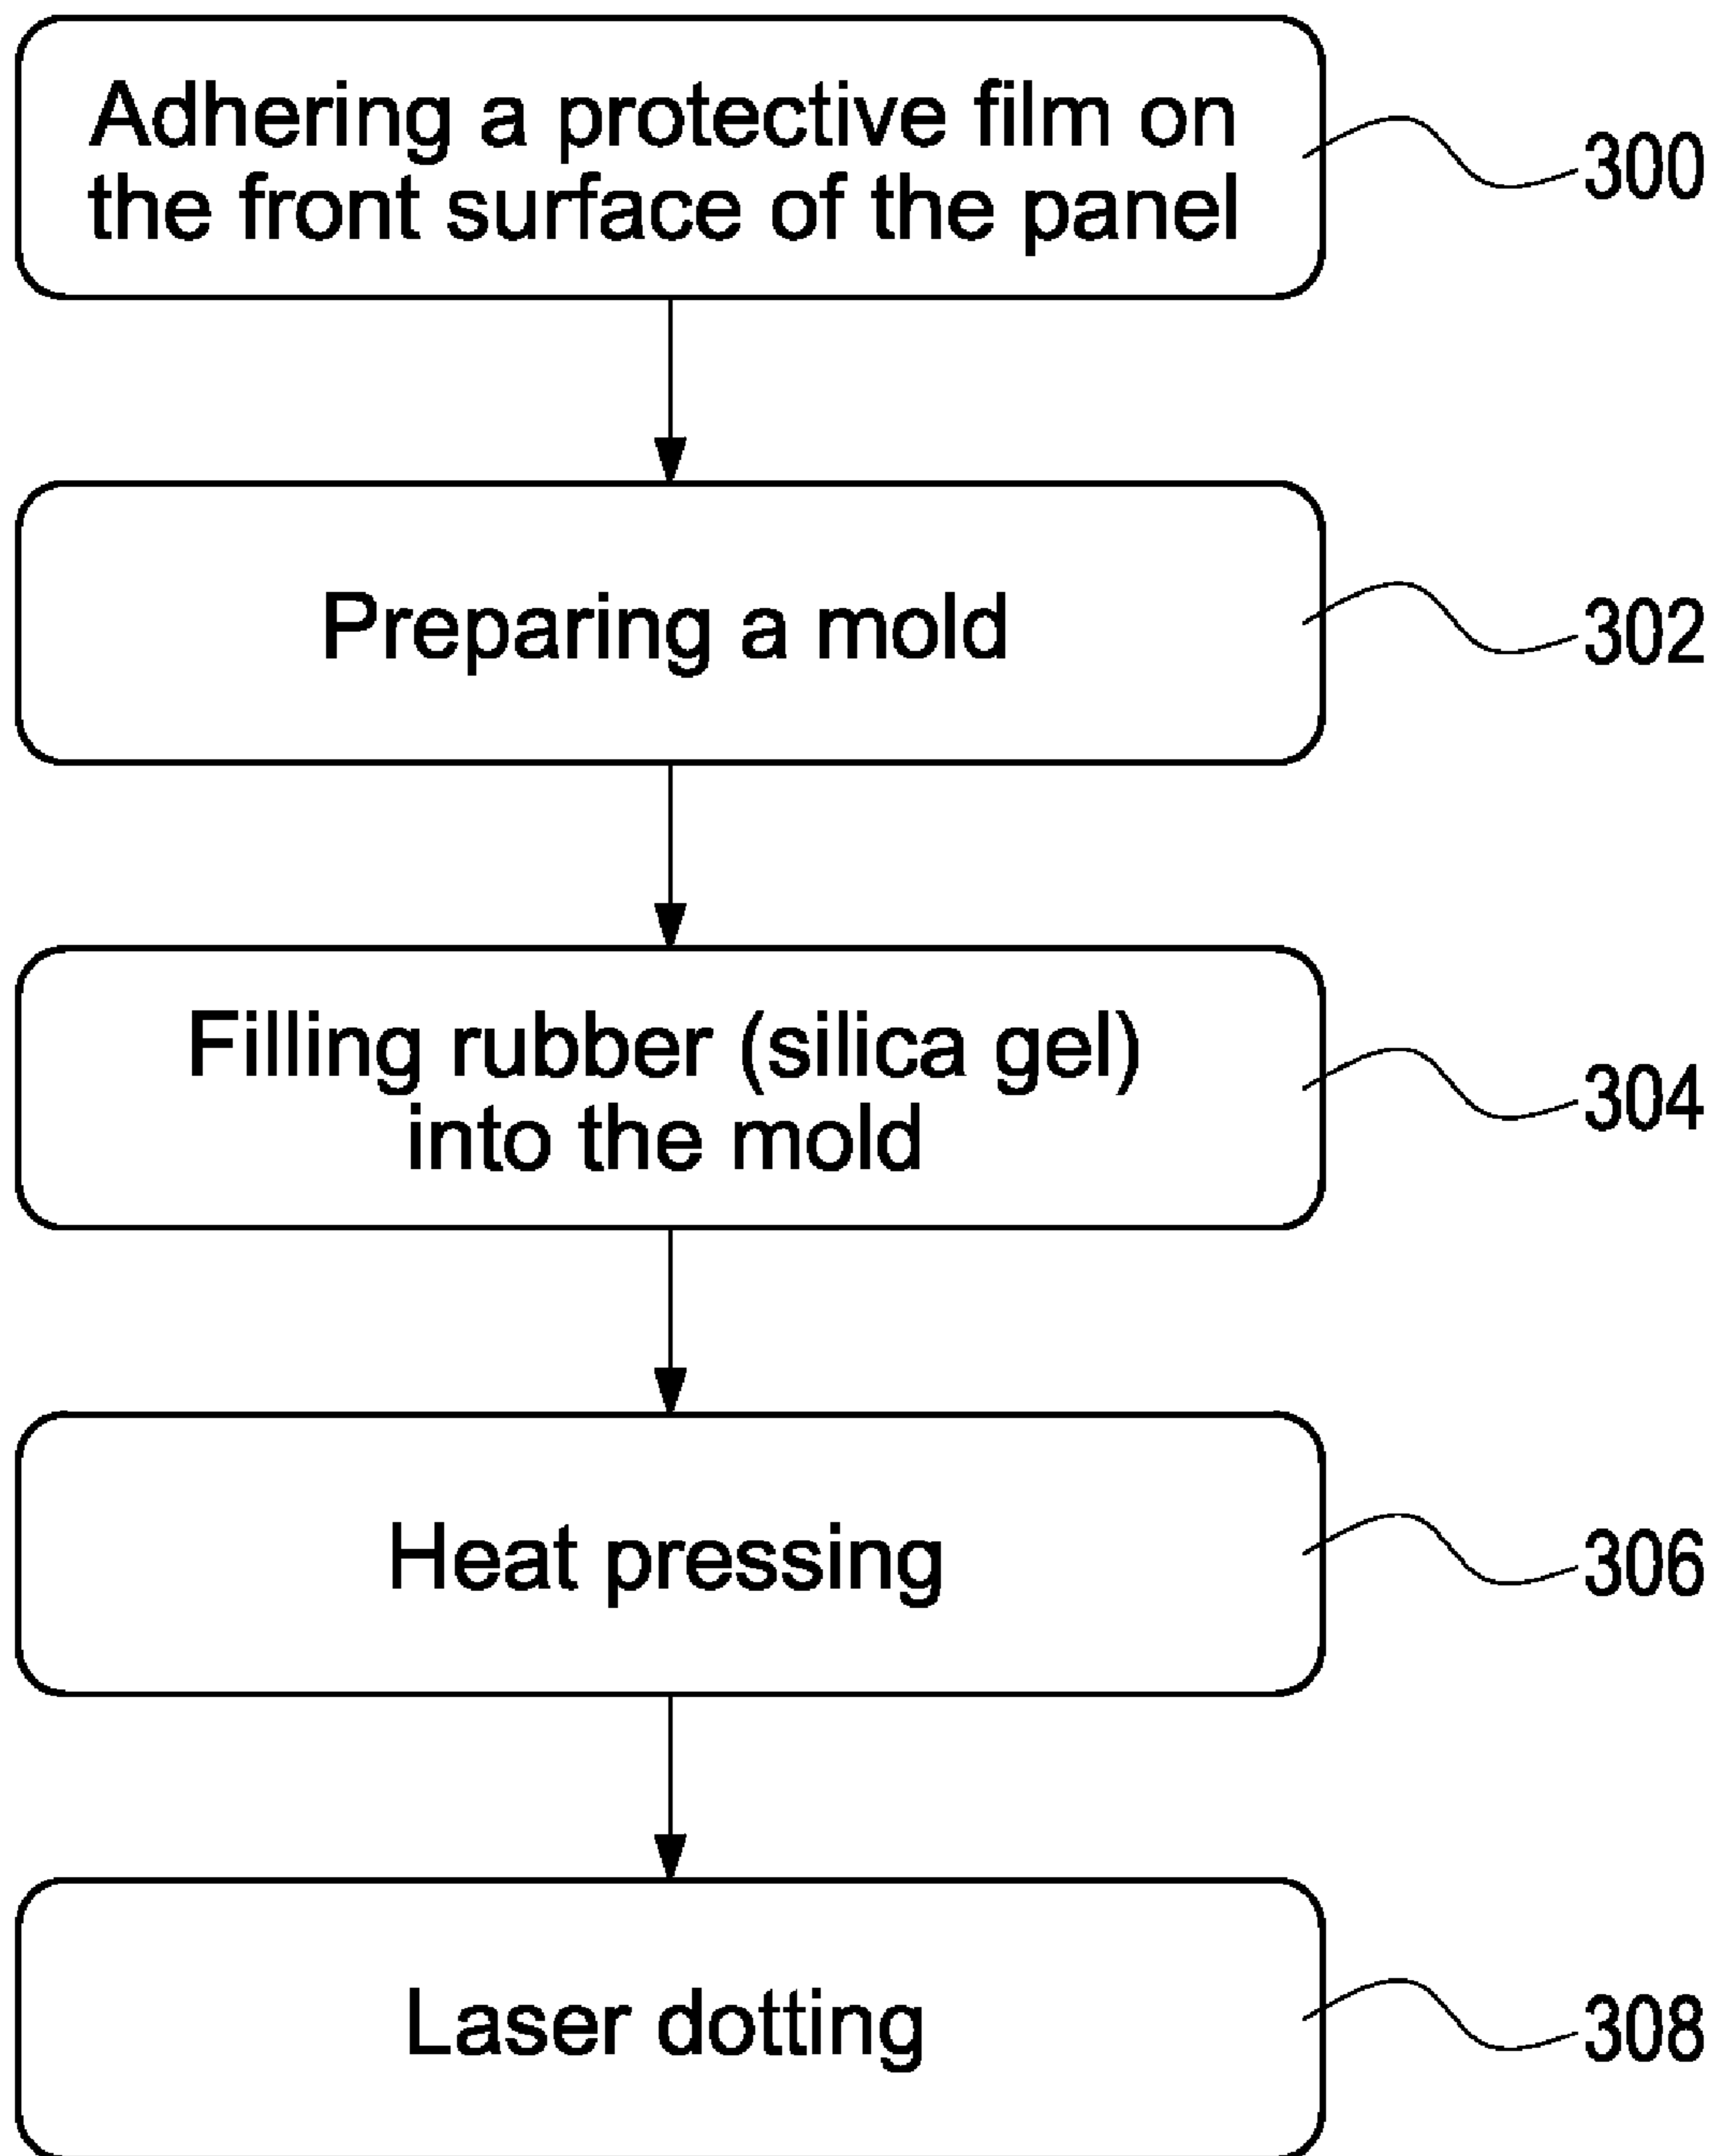 Adhering a protective film on
the front surface of the panel
300
Preparing a mold
302
Filling rubber (silica gel)
into the mold
304
Heat pressing
306
Laser dotting
308